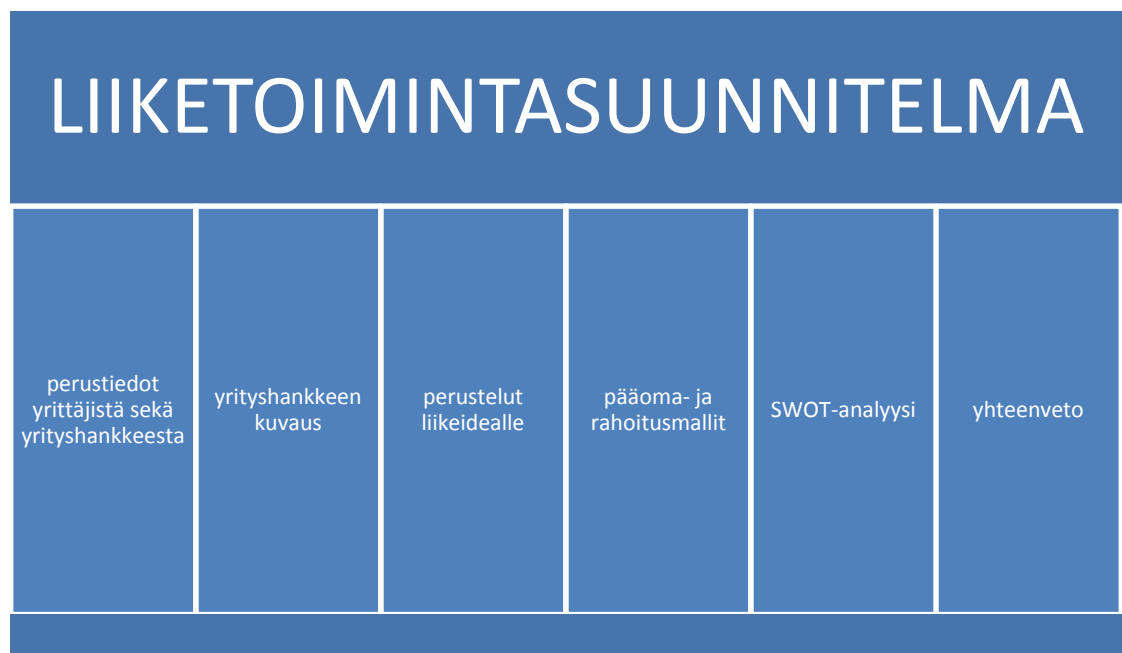 LIIKETOIMINTASUUNNITELMA
perustiedot
yrittäjistä sekä
yrityshankkeesta
yrityshankkeen
kuvaus
perustelut
liikeidealle
pääoma- ja
rahoitusmallit
SWOT-analyysi
yhteenveto